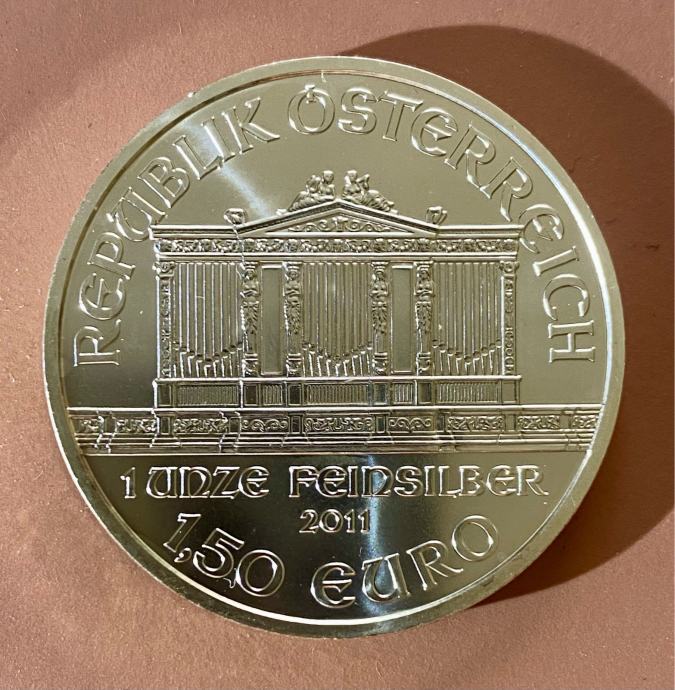 REPUBLIK ÖSTERREICH
1 UNZE FEINSILBER
2011
1,50 EURO